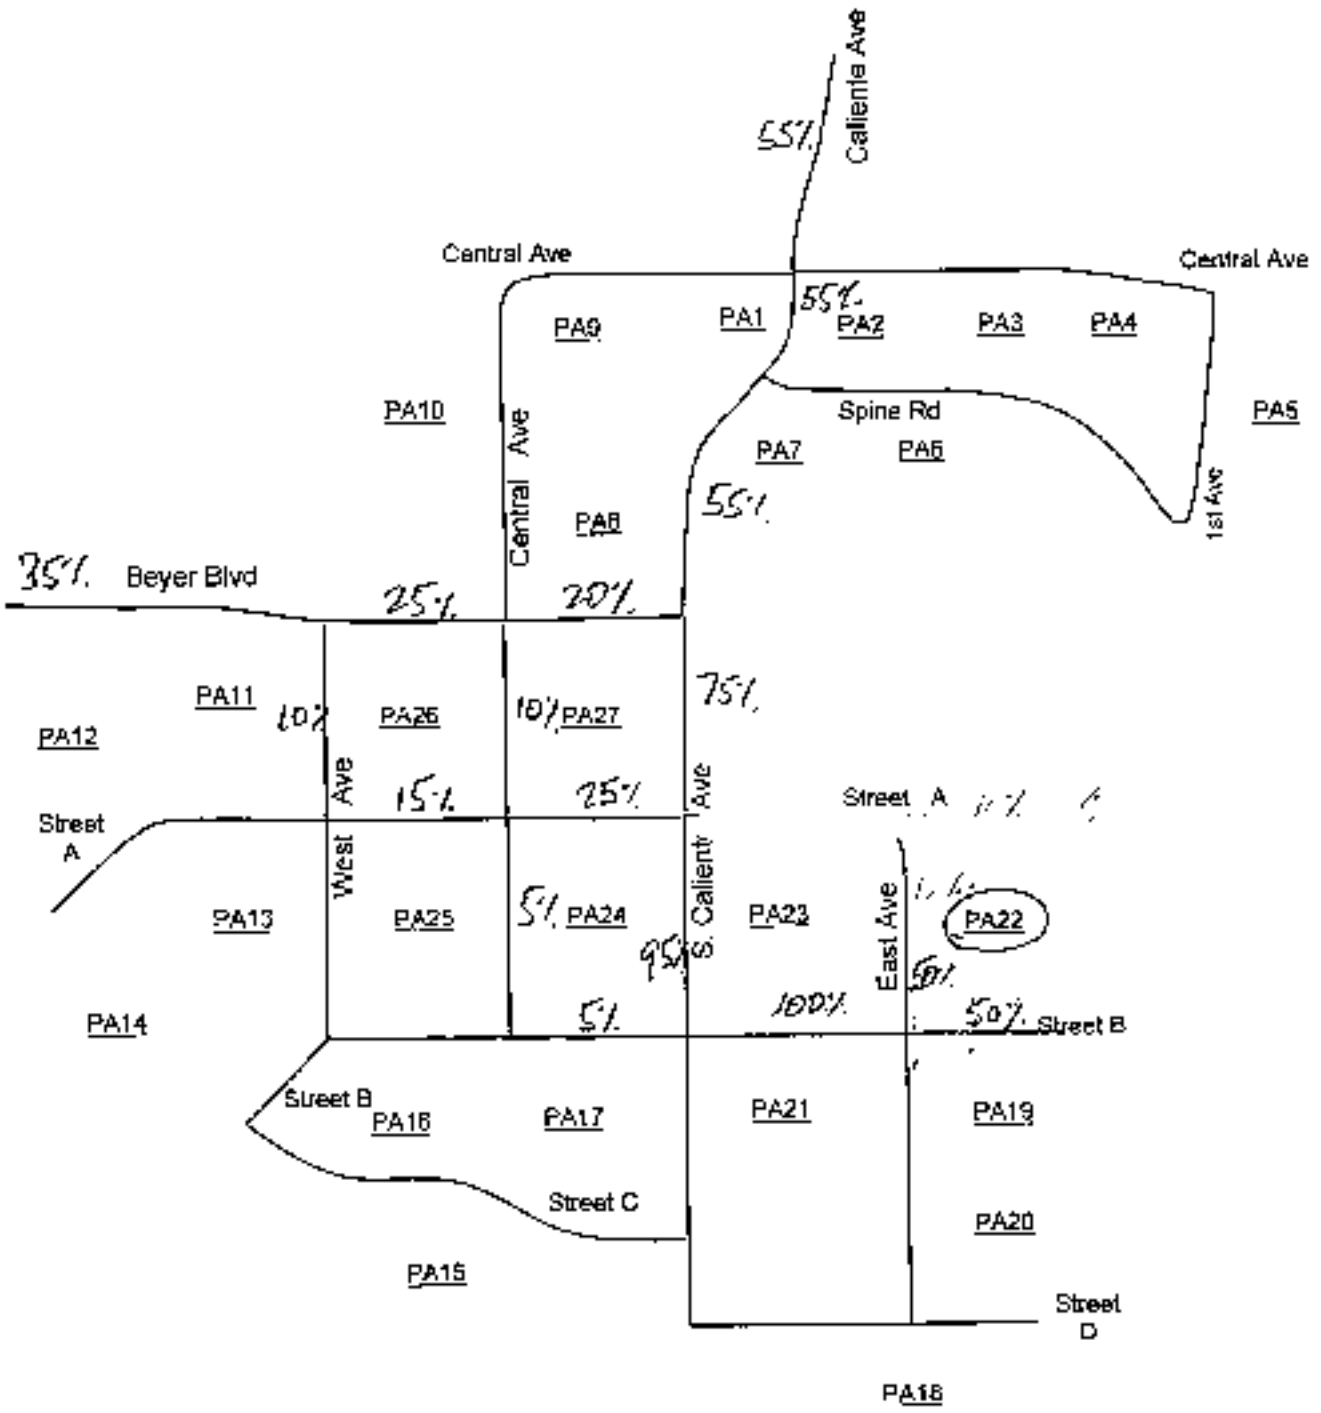 Caliente Ave
55%
Central Ave
Central Ave
55%
PA9
PA1
PA2
PA3
PA4
PA10
Spine Rd
PA5
Central Ave
PA7
PA6
1st Ave
55%
PA8
35%
Beyer Blvd
25%
20%
PA11
10%
PA26
10%
PA27
75%
PA12
West Ave
15%
25%
S. Calient Ave
Street A
Street
A
PA13
PA25
5%
PA24
95%
PA23
East Ave
PA22
50%
PA14
5%
100%
50%
Street B
Street B
PA16
PA17
PA21
PA19
Street C
PA20
PA15
Street
D
PA18